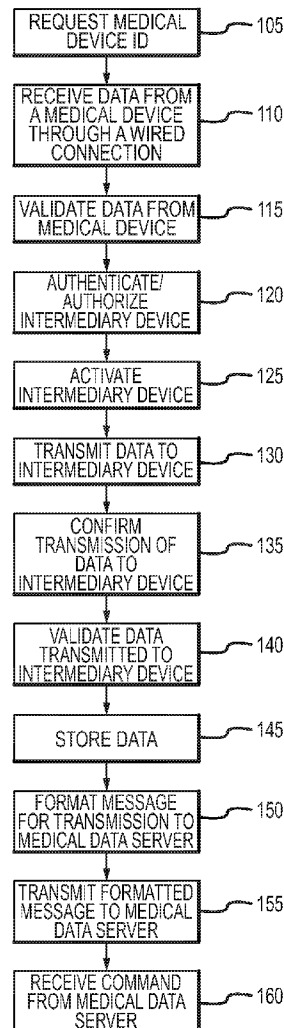 REQUEST MEDICAL
DEVICE ID
105
RECEIVE DATA FROM
A MEDICAL DEVICE
THROUGH A WIRED
CONNECTION
110
VALIDATE DATA FROM
MEDICAL DEVICE
115
AUTHENTICATE/
AUTHORIZE
INTERMEDIARY DEVICE
120
ACTIVATE
INTERMEDIARY DEVICE
125
TRANSMIT DATA TO
INTERMEDIARY DEVICE
130
CONFIRM
TRANSMISSION OF
DATA TO
INTERMEDIARY DEVICE
135
VALIDATE DATA
TRANSMITTED TO
INTERMEDIARY DEVICE
140
STORE DATA
145
FORMAT MESSAGE
FOR TRANSMISSION TO
MEDICAL DATA SERVER
150
TRANSMIT FORMATTED
MESSAGE TO MEDICAL
DATA SERVER
155
RECEIVE COMMAND
FROM MEDICAL DATA
SERVER
160